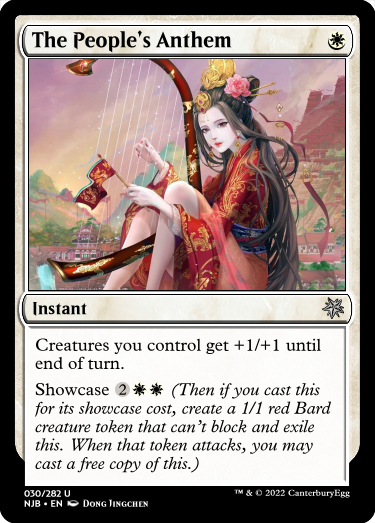 The People's Anthem
Instant
Creatures you control get +1/+1 until
end of turn.
Showcase 2 (Then if you cast this
for its showcase cost, create a 1/1 red Bard
creature token that can't block and exile
this. When that token attacks, you may
cast a free copy of this.)
030/282 U
NJB • EN Dong Jingchen
™ & © 2022 CanterburyEgg